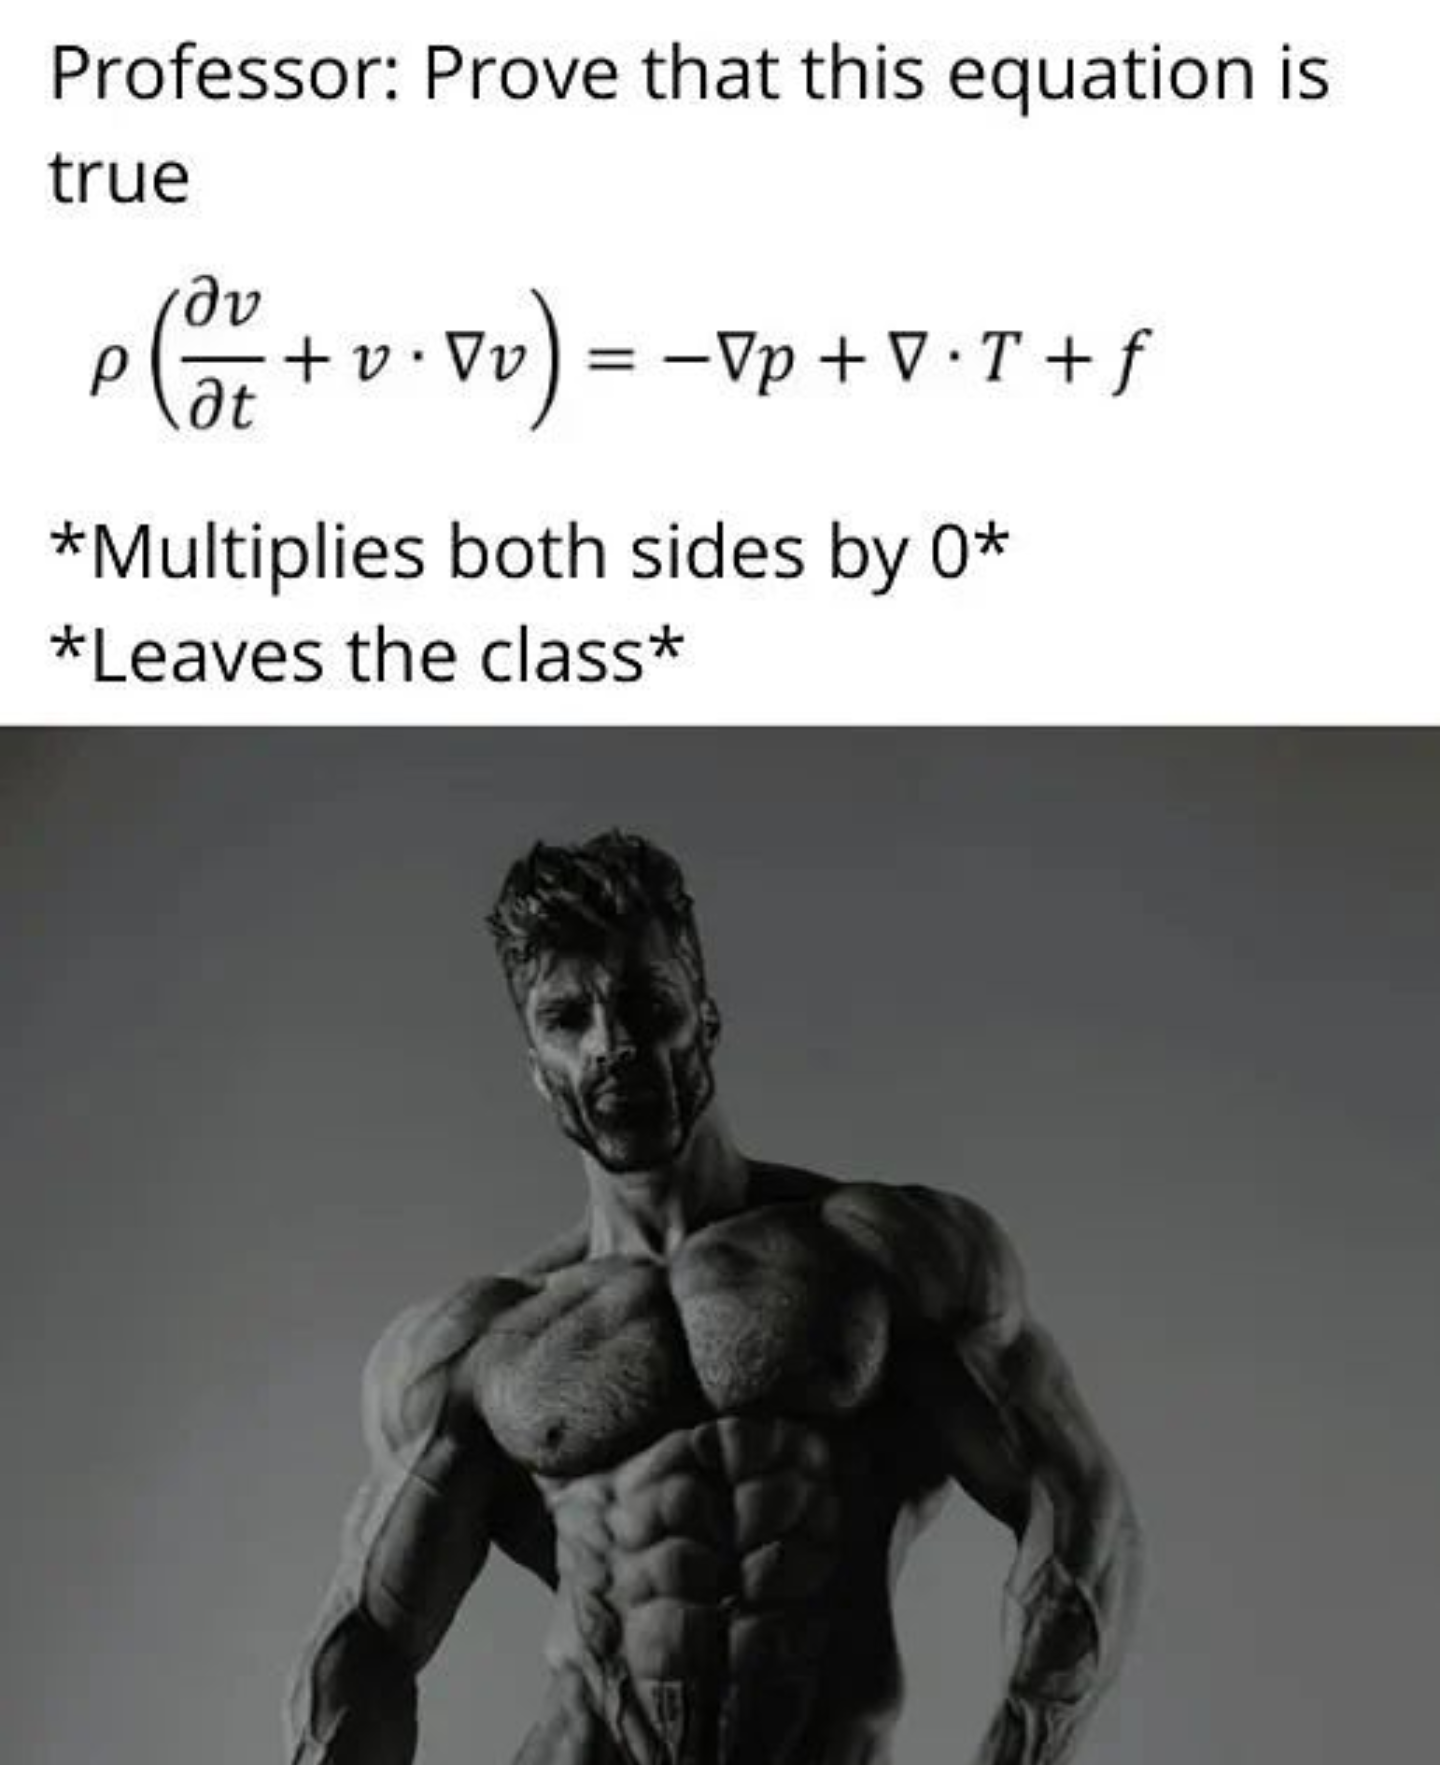 Professor: Prove that this equation is
true
ρ(∂v/∂t + v · ∇v) = −∇p + ∇ · T + f
*Multiplies both sides by 0*
*Leaves the class*